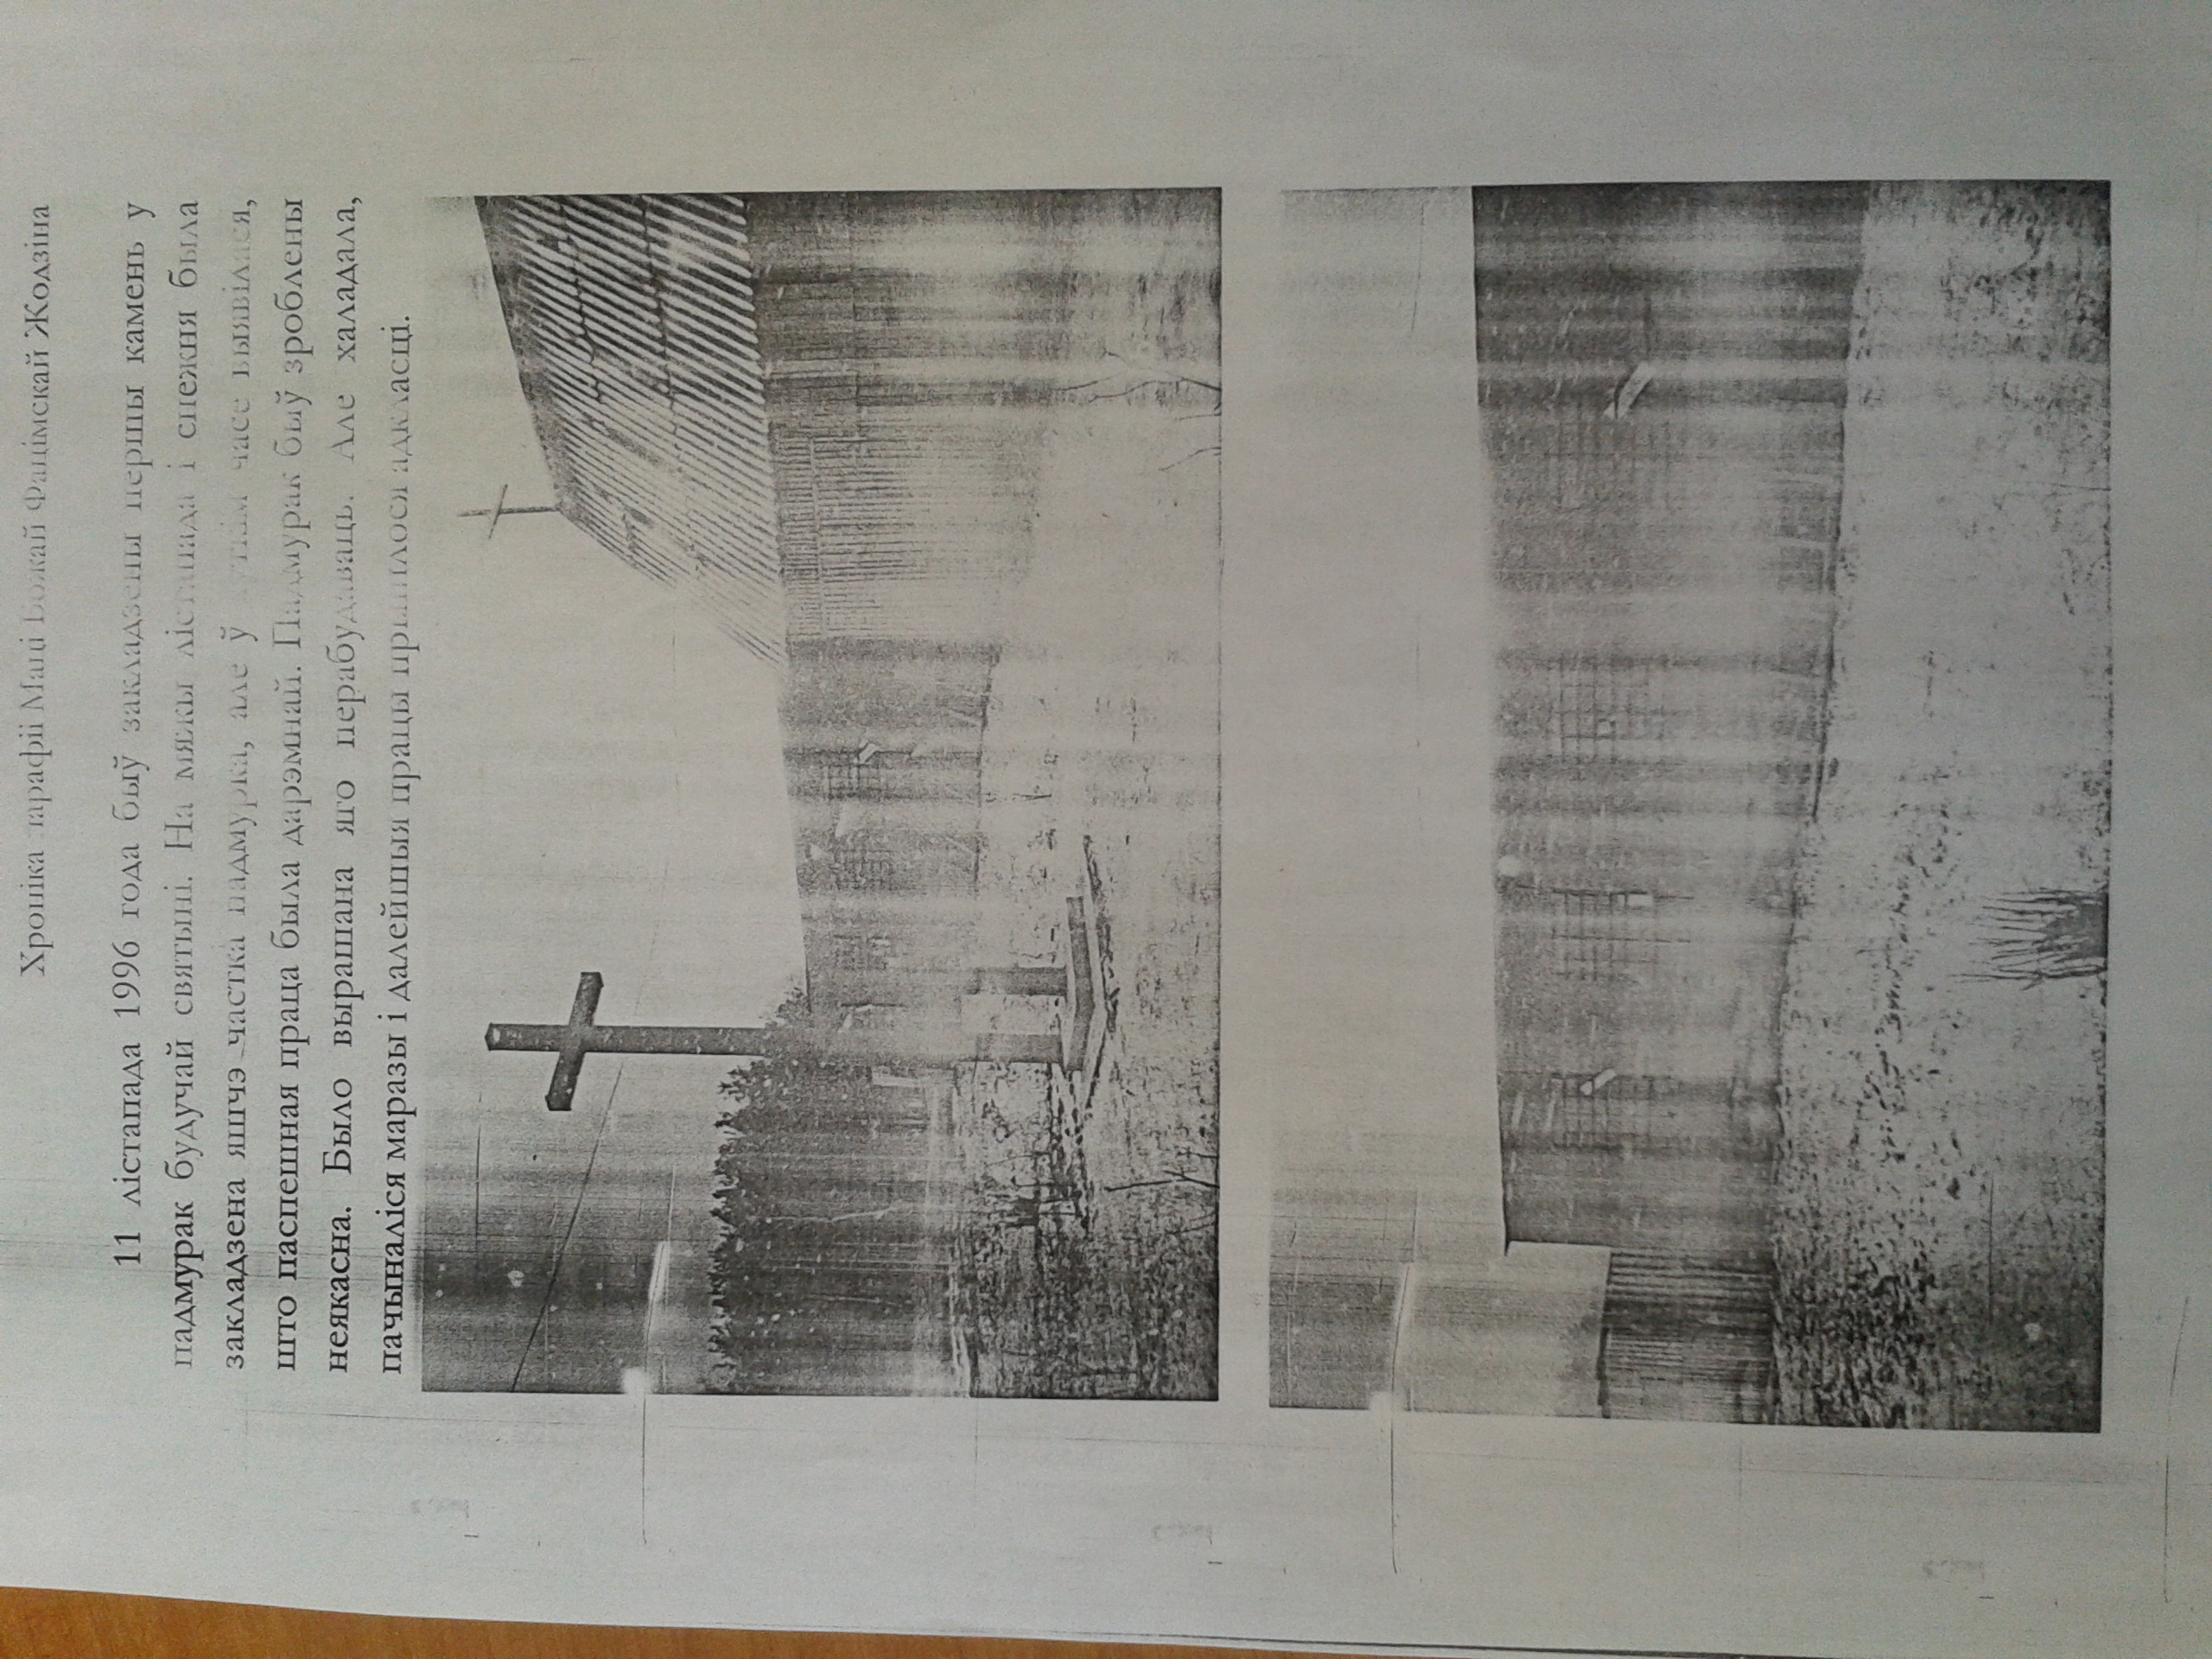 Хроніка парафіі Маці Божай Фацімскай Жодзіна
11 лістапада 1996 года быў закладзены першы камень у
падмурак будучай святыні. На мяжы лістапада і снежня была
закладзена яшчэ частка падмурка, але ў хуткім часе выявілася,
што паспешная праца была дарэмнай. Падмурак быў зроблены
неякасна. Было вырашана яго перабудаваць. Але халадала,
пачыналіся маразы і далейшыя працы прыйшлося адкласці.